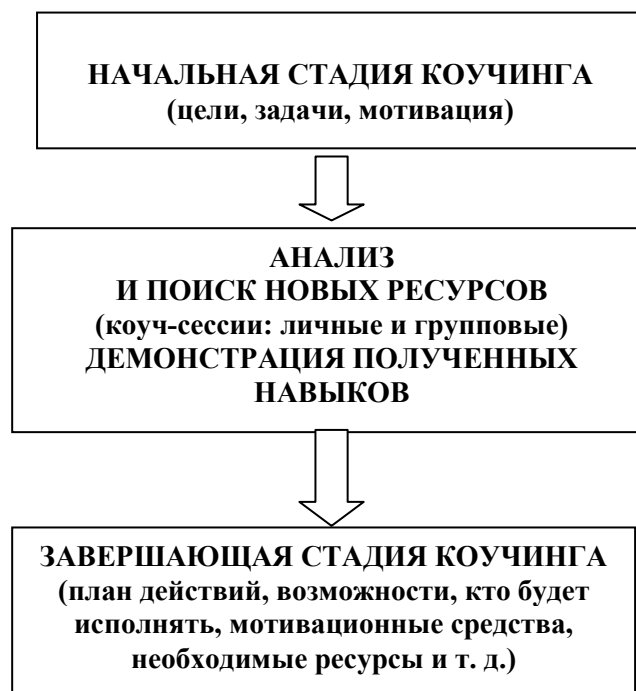 НАЧАЛЬНАЯ СТАДИЯ КОУЧИНГА
(цели, задачи, мотивация)
АНАЛИЗ
И ПОИСК НОВЫХ РЕСУРСОВ
(коуч-сессии: личные и групповые)
ДЕМОНСТРАЦИЯ ПОЛУЧЕННЫХ
НАВЫКОВ
ЗАВЕРШАЮЩАЯ СТАДИЯ КОУЧИНГА
(план действий, возможности, кто будет
исполнять, мотивационные средства,
необходимые ресурсы и т. д.)